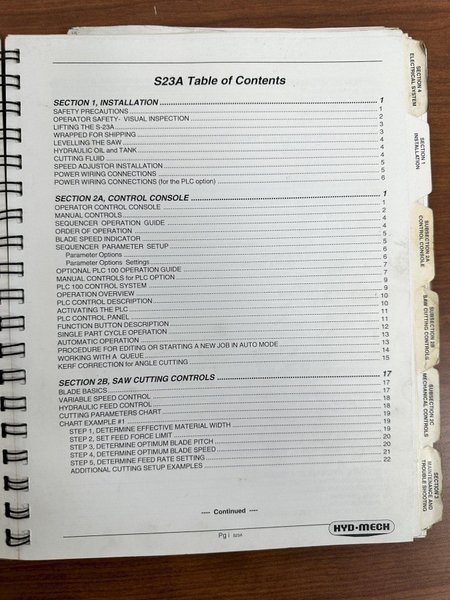 S23A Table of Contents
SECTION 1, INSTALLATION 1
SAFETY PRECAUTIONS 1
OPERATOR SAFETY- VISUAL INSPECTION 2
LIFTING THE S-23A 3
WRAPPED FOR SHIPPING 3
LEVELLING THE SAW 4
HYDRAULIC OIL and TANK 4
CUTTING FLUID 4
SPEED ADJUSTOR INSTALLATION 5
POWER WIRING CONNECTIONS 5
POWER WIRING CONNECTIONS (for the PLC option) 6
SECTION 2A, CONTROL CONSOLE 1
OPERATOR CONTROL CONSOLE 1
MANUAL CONTROLS 2
SEQUENCER OPERATION GUIDE 4
ORDER OF OPERATION 4
BLADE SPEED INDICATOR 5
SEQUENCER PARAMETER SETUP 5
Parameter Options 6
Parameter Options Settings 6
OPTIONAL PLC 100 OPERATION GUIDE 7
MANUAL CONTROLS for PLC OPTION 7
PLC 100 CONTROL SYSTEM 9
OPERATION OVERVIEW 9
PLC CONTROL DESCRIPTION 10
ACTIVATING THE PLC 10
PLC CONTROL PANEL 11
FUNCTION BUTTON DESCRIPTION 11
SINGLE PART CYCLE OPERATION 12
AUTOMATIC OPERATION 13
PROCEDURE FOR EDITING OR STARTING A NEW JOB IN AUTO MODE 13
WORKING WITH A QUEUE 14
KERF CORRECTION for ANGLE CUTTING 15
SECTION 2B, SAW CUTTING CONTROLS 17
BLADE BASICS 17
VARIABLE SPEED CONTROL 17
HYDRAULIC FEED CONTROL 18
CUTTING PARAMETERS CHART 18
CHART EXAMPLE #1 19
STEP 1, DETERMINE EFFECTIVE MATERIAL WIDTH 19
STEP 2, SET FEED FORCE LIMIT 20
STEP 3, DETERMINE OPTIMUM BLADE PITCH 20
STEP 4, DETERMINE OPTIMUM BLADE SPEED 21
STEP 5, DETERMINE FEED RATE SETTING 22
ADDITIONAL CUTTING SETUP EXAMPLES
---- Continued ----
Pg i S23A
HYD-MECH
SECTION 4
ELECTRICAL SYSTEM
SECTION 1
INSTALLATION
SUBSECTION 2A
CONTROL CONSOLE
SUBSECTION 2B
SAW CUTTING CONTROLS
SUBSECTION 2C
MECHANICAL CONTROLS
SECTION 3
MAINTENANCE AND
TROUBLE SHOOTING